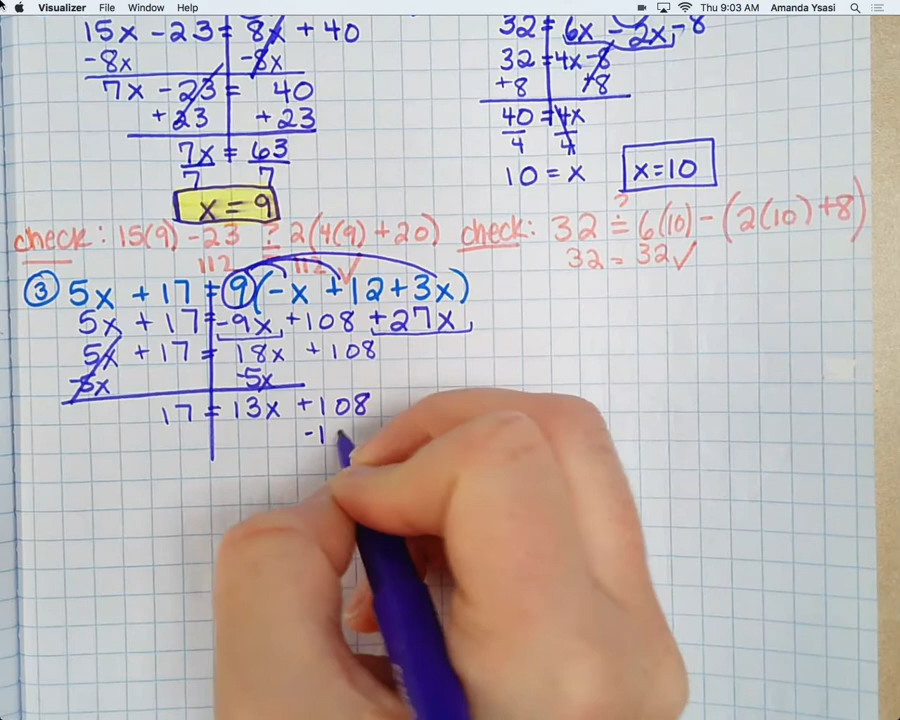 Visualizer File Window Help Thu 9:03 AM Amanda Ysasi
15x - 23 = 8x + 40
-8x -8x
7x - 23 = 40
+23 +23
7x = 63
7 7
x = 9
32 = 6x - 2x - 8
32 = 4x - 8
+8 +8
40 = 4x
4 4
10 = x x=10
check: 15(9) - 23 ?= 2(4(9) + 20)
112 = 112 ✓
check: 32 ?= 6(10) - (2(10) + 8)
32 = 32 ✓
③ 5x + 17 = 9(-x + 12 + 3x)
5x + 17 = -9x + 108 + 27x
5x + 17 = 18x + 108
-5x -5x
17 = 13x + 108
-1